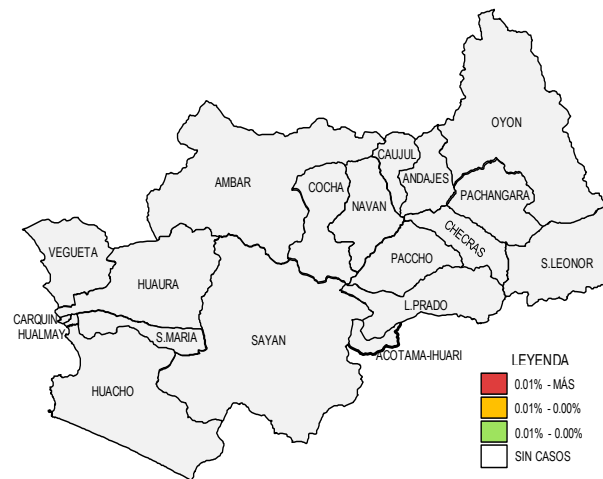 OYON
CAUJUL
ANDAJES
AMBAR
COCHA
NAVAN
PACHANGARA
CHECRAS
VEGUETA
PACCHO
S.LEONOR
HUAURA
L.PRADO
CARQUIN
HUALMAY
S.MARIA
SAYAN
ACOTAMA-IHUARI
HUACHO
LEYENDA
0.01% - MÁS
0.01% - 0.00%
0.01% - 0.00%
SIN CASOS